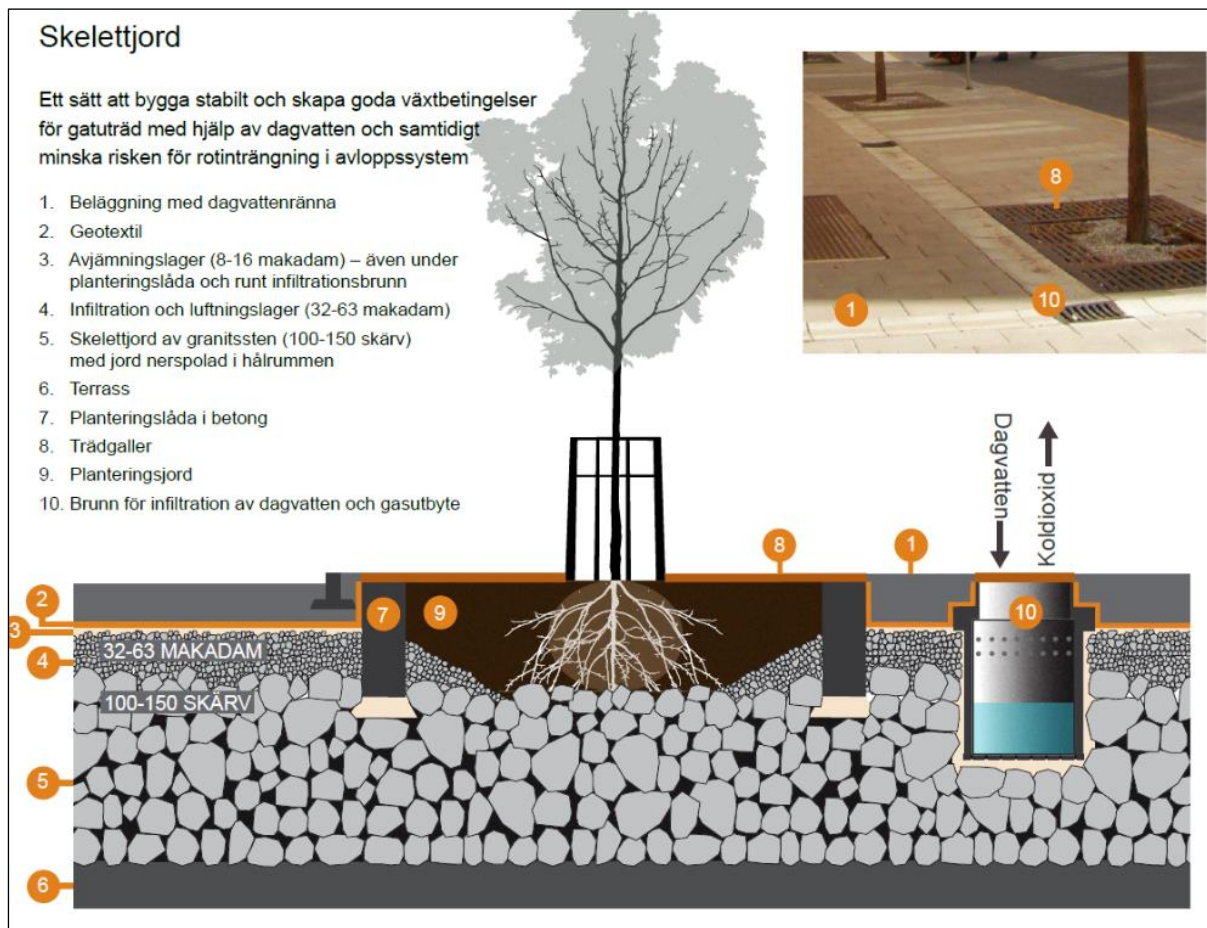 Skelettjord
Ett sätt att bygga stabilt och skapa goda växtbetingelser
för gatuträd med hjälp av dagvatten och samtidigt
minska risken för rotinträngning i avloppssystem
1. Beläggning med dagvattenränna
2. Geotextil
3. Avjämningslager (8-16 makadam) – även under
planteringslåda och runt infiltrationsbrunn
4. Infiltration och luftningslager (32-63 makadam)
5. Skelettjord av granitssten (100-150 skärv)
med jord nerspolad i hålrummen
6. Terrass
7. Planteringslåda i betong
8. Trädgaller
9. Planteringsjord
10. Brunn för infiltration av dagvatten och gasutbyte
8
1
10
Dagvatten
Koldioxid
8
1
2
7
9
10
3
32-63 MAKADAM
4
100-150 SKÄRV
5
6